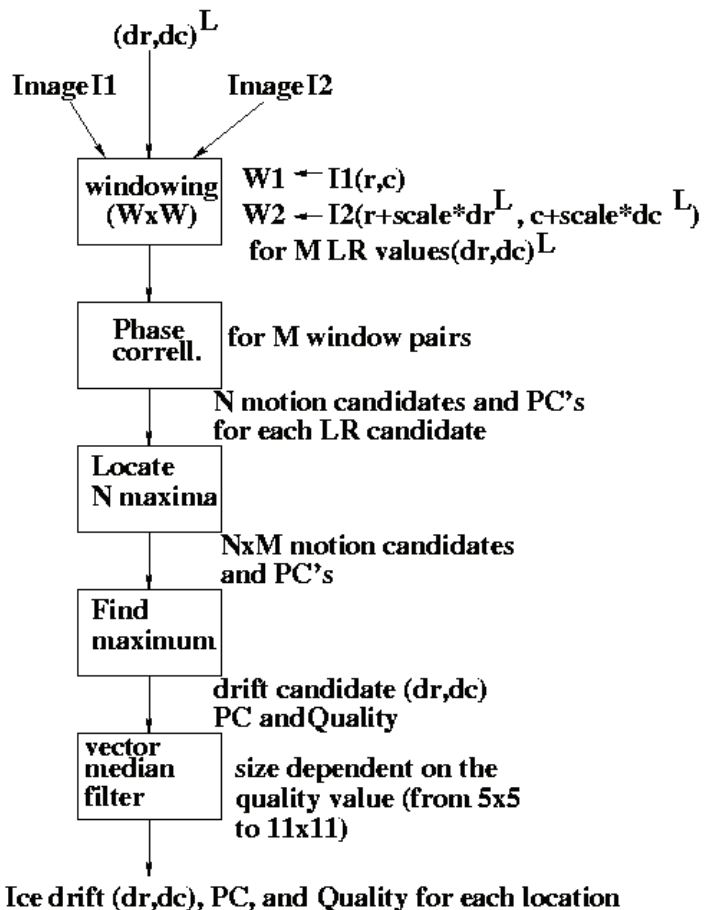 (dr,dc)^L
Image I1
Image I2
windowing
(WxW)
W1 ← I1(r,c)
W2 ← I2(r+scale*dr^L , c+scale*dc ^L)
for M LR values(dr,dc)^L
Phase
correll.
for M window pairs
N motion candidates and PC's
for each LR candidate
Locate
N maxima
NxM motion candidates
and PC's
Find
maximum
drift candidate (dr,dc)
PC and Quality
vector
median
filter
size dependent on the
quality value (from 5x5
to 11x11)
Ice drift (dr,dc), PC, and Quality for each location